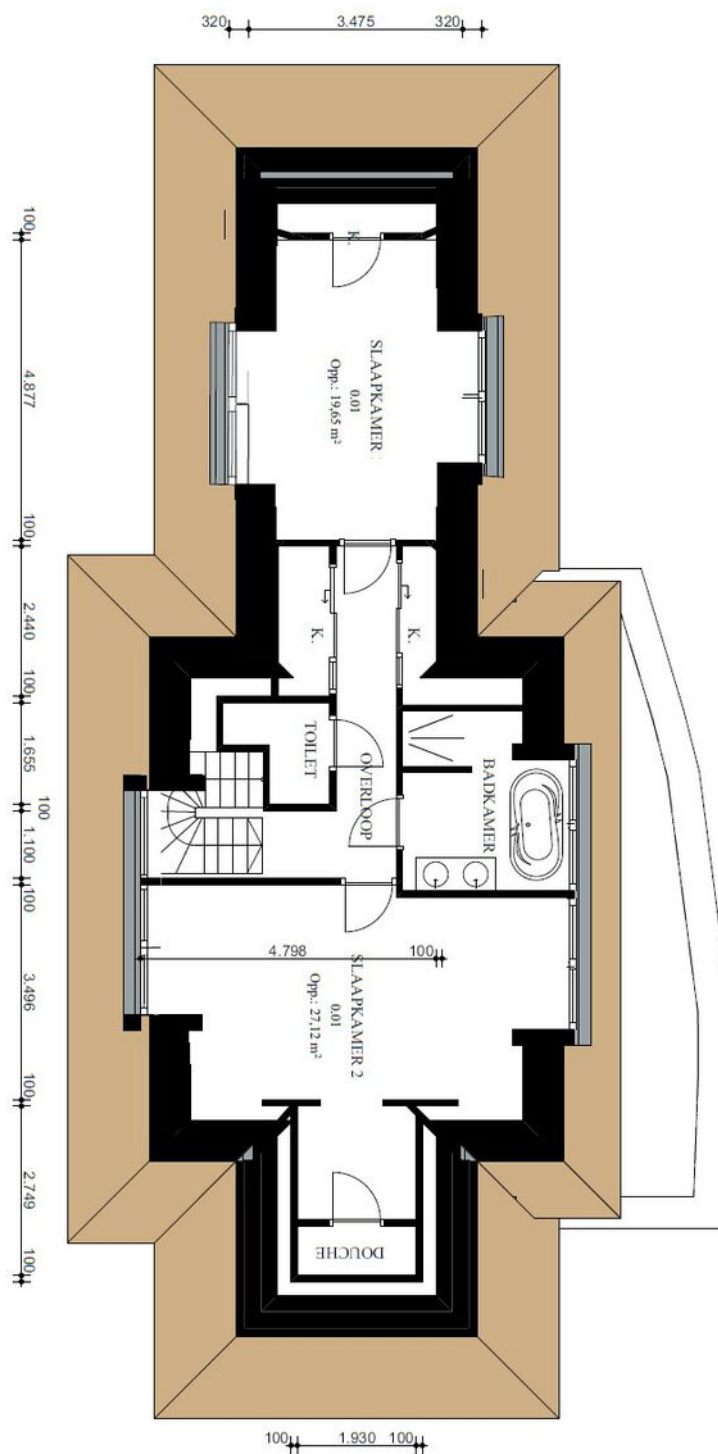 320
3.475
320
100
4.877
100
2.440
100
1.655
100
1.100
100
3.496
100
2.749
100
K.
SLAAPKAMER
0.01
Opp.: 19,65 m²
K.
K.
TOILET
OVERLOOP
BADKAMER
4.798
100
SLAAPKAMER 2
0.01
Opp.: 27,12 m²
DOUCHE
100
1.930
100